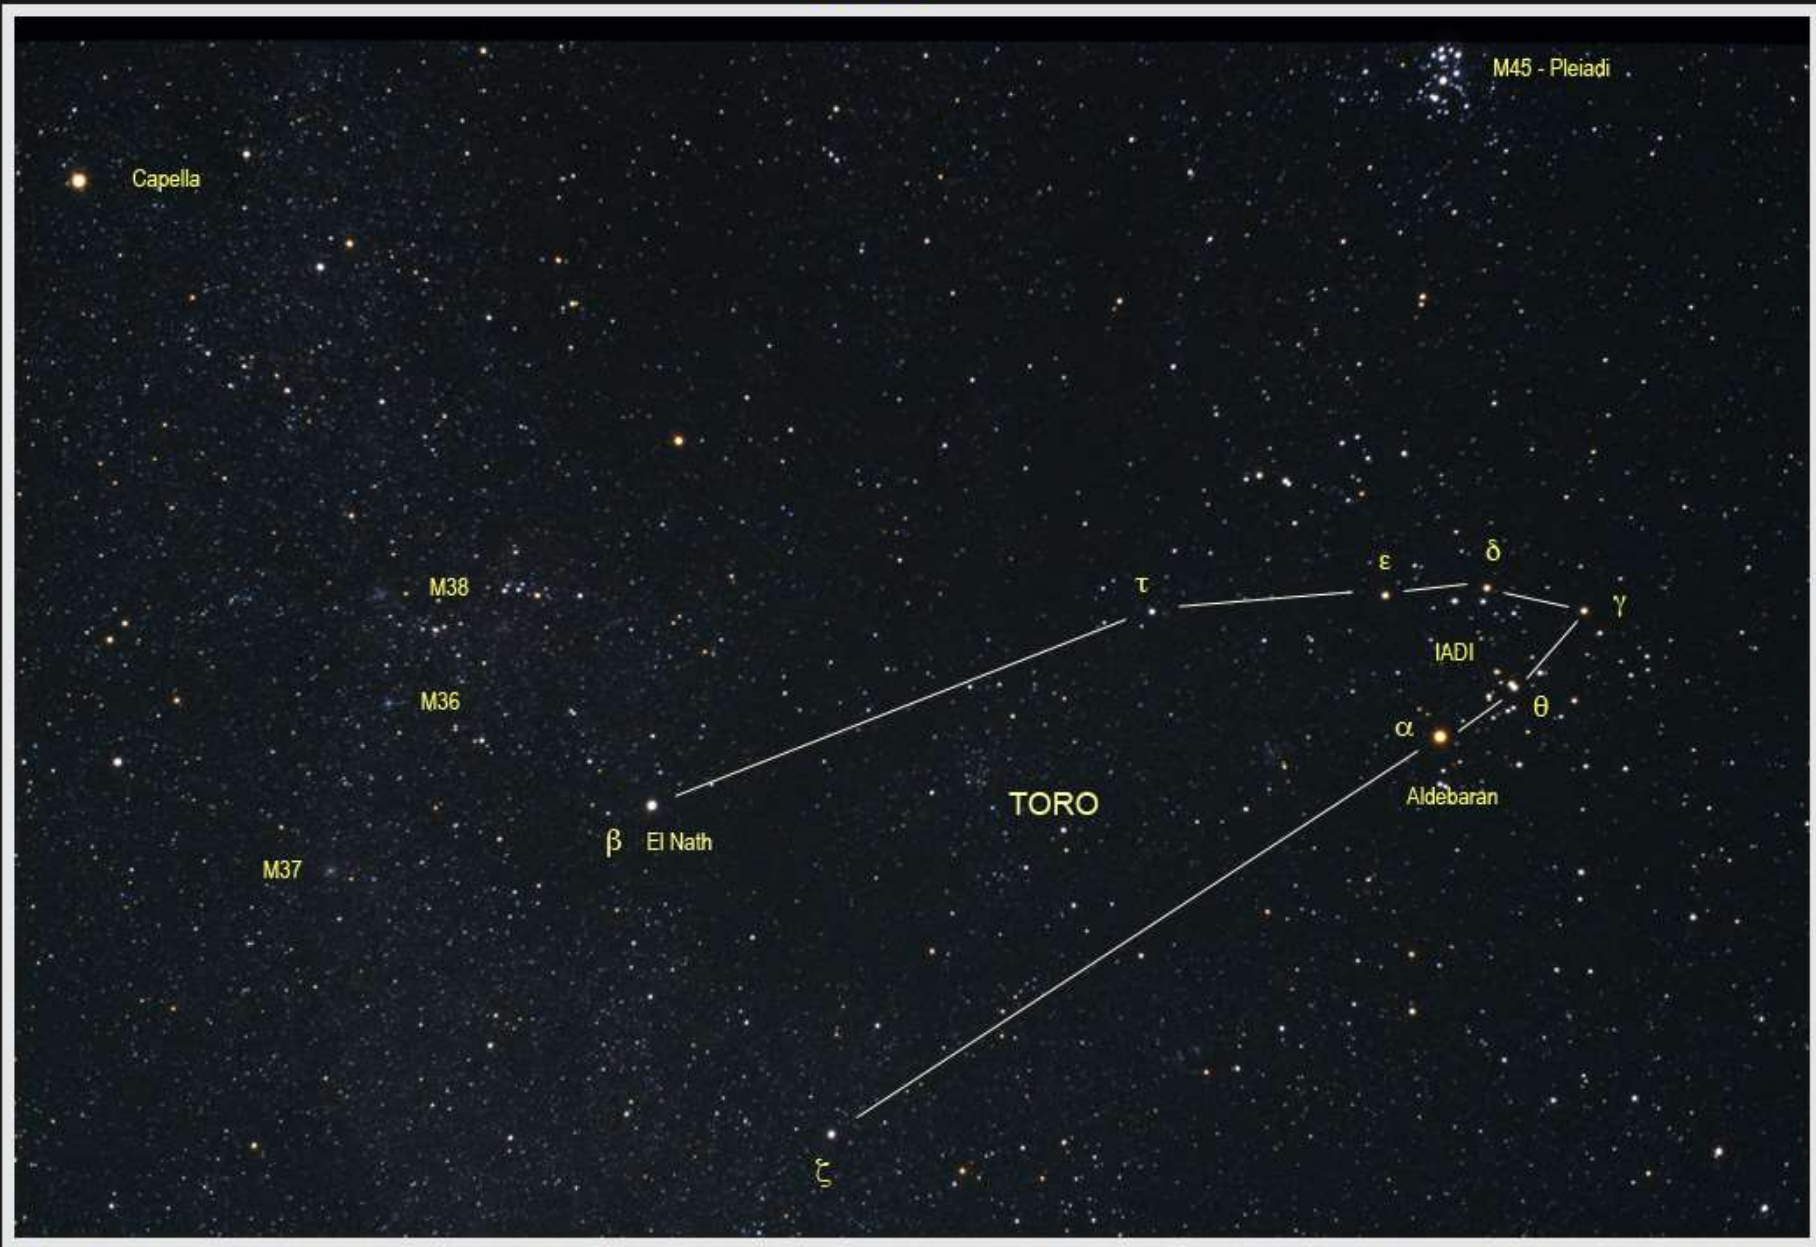 M45 - Pleiadi
Capella
δ
ε
τ
M38
γ
IADI
M36
θ
α
Aldebaran
TORO
β El Nath
M37
ζ